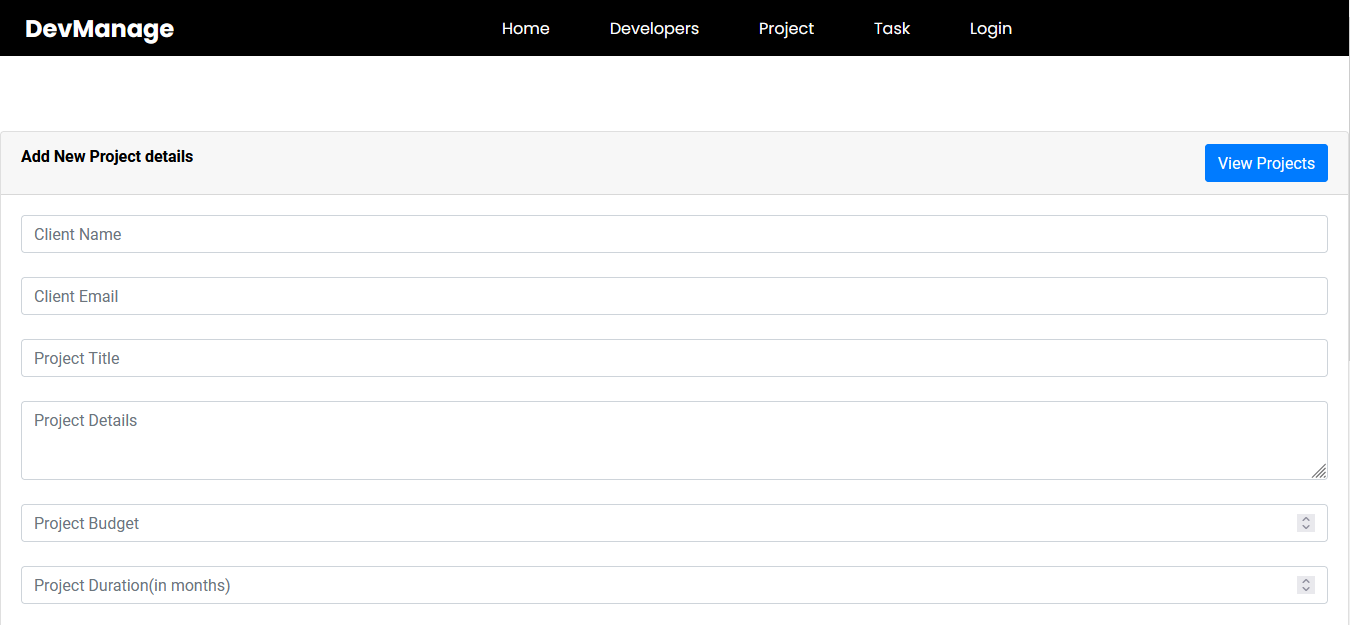 DevManage
Home Developers Project Task Login
Add New Project details
View Projects
Client Name
Client Email
Project Title
Project Details
Project Budget
Project Duration(in months)